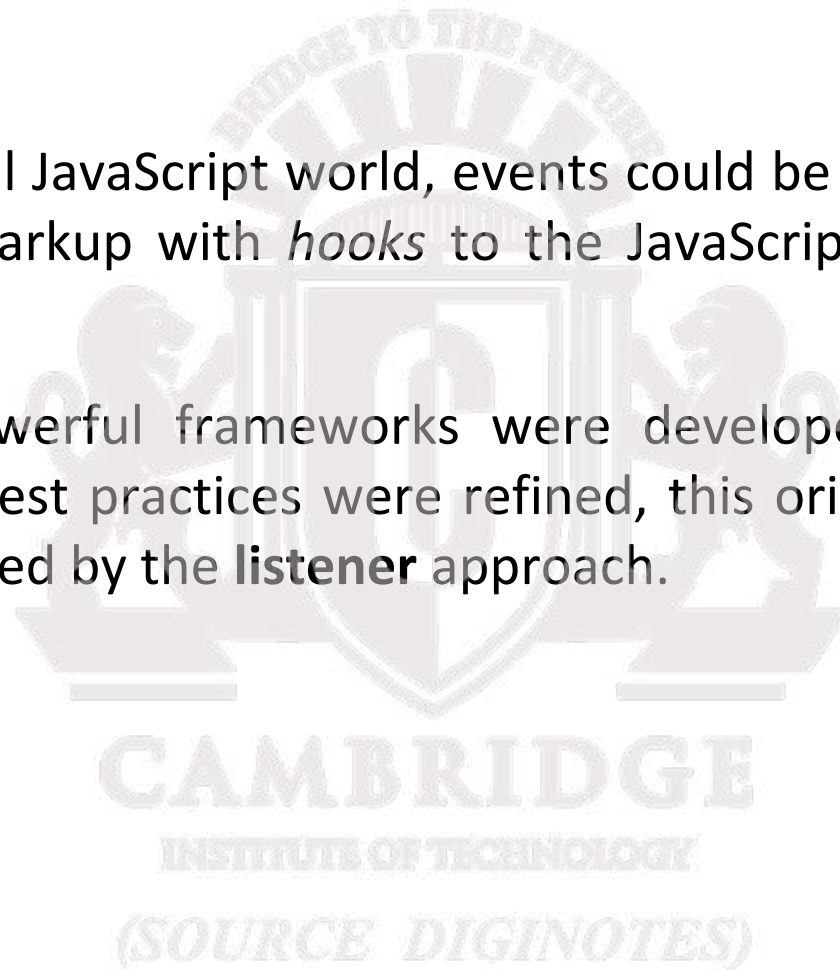 BRIDGE TO THE FUTURE
l JavaScript world, events could be
arkup with hooks to the JavaScrip
werful frameworks were develope
est practices were refined, this ori
ed by the listener approach.
C
CAMBRIDGE
INSTITUTE OF TECHNOLOGY
(SOURCE DIGINOTES)